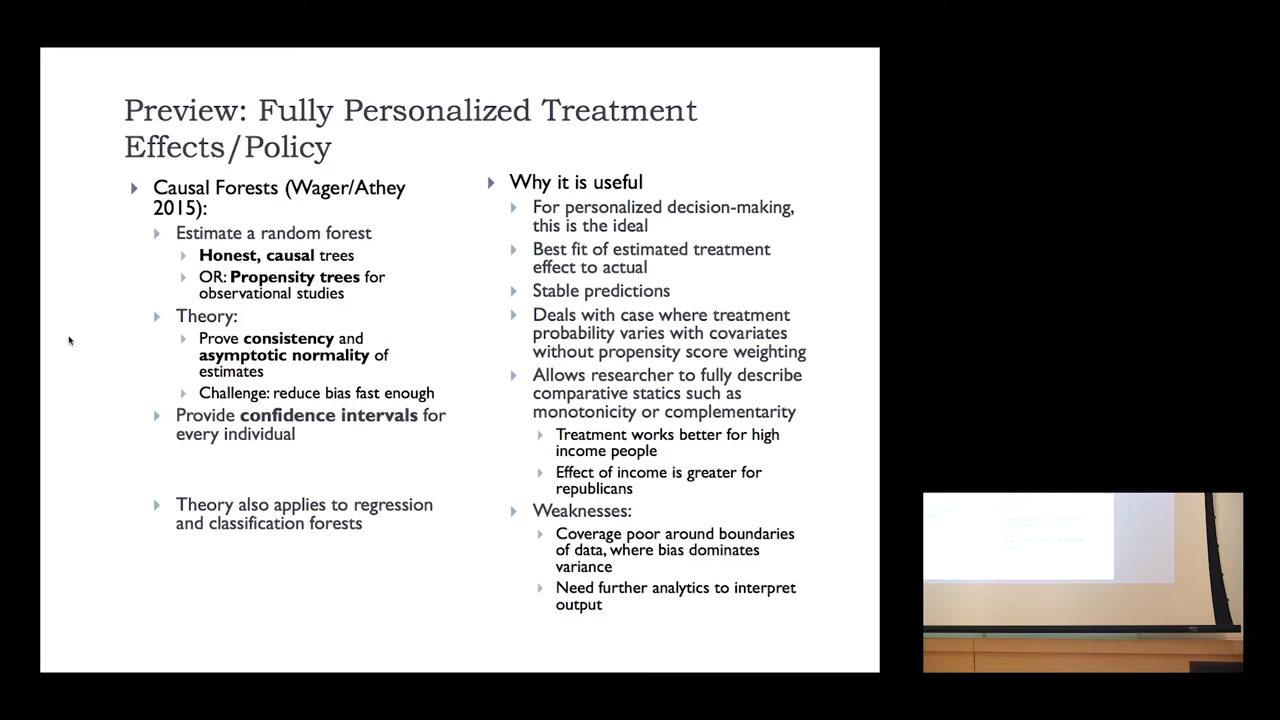 Preview: Fully Personalized Treatment
Effects/Policy
Causal Forests (Wager/Athey
2015):
Estimate a random forest
Honest, causal trees
OR: Propensity trees for
observational studies
Theory:
Prove consistency and
asymptotic normality of
estimates
Challenge: reduce bias fast enough
Provide confidence intervals for
every individual
Theory also applies to regression
and classification forests
Why it is useful
For personalized decision-making,
this is the ideal
Best fit of estimated treatment
effect to actual
Stable predictions
Deals with case where treatment
probability varies with covariates
without propensity score weighting
Allows researcher to fully describe
comparative statics such as
monotonicity or complementarity
Treatment works better for high
income people
Effect of income is greater for
republicans
Weaknesses:
Coverage poor around boundaries
of data, where bias dominates
variance
Need further analytics to interpret
output